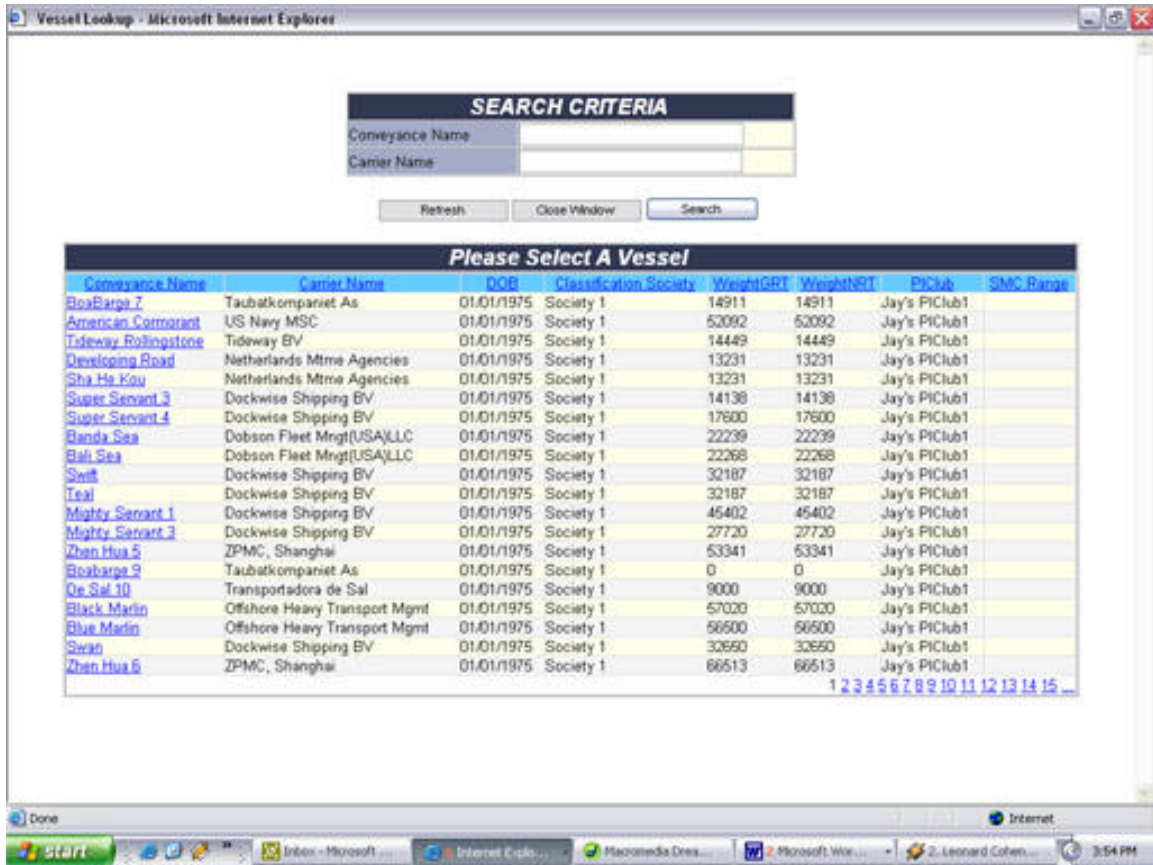 Vessel Lookup - Microsoft Internet Explorer
SEARCH CRITERIA
Conveyance Name
Carrier Name
Refresh Close Window Search
Please Select A Vessel
Conveyance Name Carrier Name DOB Classification Society WeightGRT WeightNRT PIClub SMC Range
BoaBarge 7 Taubatkompaniet As 01/01/1975 Society 1 14911 14911 Jay's PIClub1
American Cormorant US Navy MSC 01/01/1975 Society 1 52092 52092 Jay's PIClub1
Tideway Rollingstone Tideway BV 01/01/1975 Society 1 14449 14449 Jay's PIClub1
Developing Road Netherlands Mtme Agencies 01/01/1975 Society 1 13231 13231 Jay's PIClub1
Sha He Kou Netherlands Mtme Agencies 01/01/1975 Society 1 13231 13231 Jay's PIClub1
Super Servant 3 Dockwise Shipping BV 01/01/1975 Society 1 14138 14138 Jay's PIClub1
Super Servant 4 Dockwise Shipping BV 01/01/1975 Society 1 17600 17600 Jay's PIClub1
Banda Sea Dobson Fleet Mngt(USA)LLC 01/01/1975 Society 1 22239 22239 Jay's PIClub1
Bali Sea Dobson Fleet Mngt(USA)LLC 01/01/1975 Society 1 22268 22268 Jay's PIClub1
Swift Dockwise Shipping BV 01/01/1975 Society 1 32187 32187 Jay's PIClub1
Teal Dockwise Shipping BV 01/01/1975 Society 1 32187 32187 Jay's PIClub1
Mighty Servant 1 Dockwise Shipping BV 01/01/1975 Society 1 45402 45402 Jay's PIClub1
Mighty Servant 3 Dockwise Shipping BV 01/01/1975 Society 1 27720 27720 Jay's PIClub1
Zhen Hua 5 ZPMC, Shanghai 01/01/1975 Society 1 53341 53341 Jay's PIClub1
Boabarge 9 Taubatkompaniet As 01/01/1975 Society 1 0 0 Jay's PIClub1
De Sal 10 Transportadora de Sal 01/01/1975 Society 1 9000 9000 Jay's PIClub1
Black Marlin Offshore Heavy Transport Mgmt 01/01/1975 Society 1 57020 57020 Jay's PIClub1
Blue Marlin Offshore Heavy Transport Mgmt 01/01/1975 Society 1 56500 56500 Jay's PIClub1
Swan Dockwise Shipping BV 01/01/1975 Society 1 32650 32650 Jay's PIClub1
Zhen Hua 6 ZPMC, Shanghai 01/01/1975 Society 1 66513 66513 Jay's PIClub1
1 2 3 4 5 6 7 8 9 10 11 12 13 14 15 ...
Done Internet
start Inbox - Microsoft ... Internet Explo... Macromedia Drea... 2 Microsoft Wor... 2. Leonard Cohen... 3:54 PM